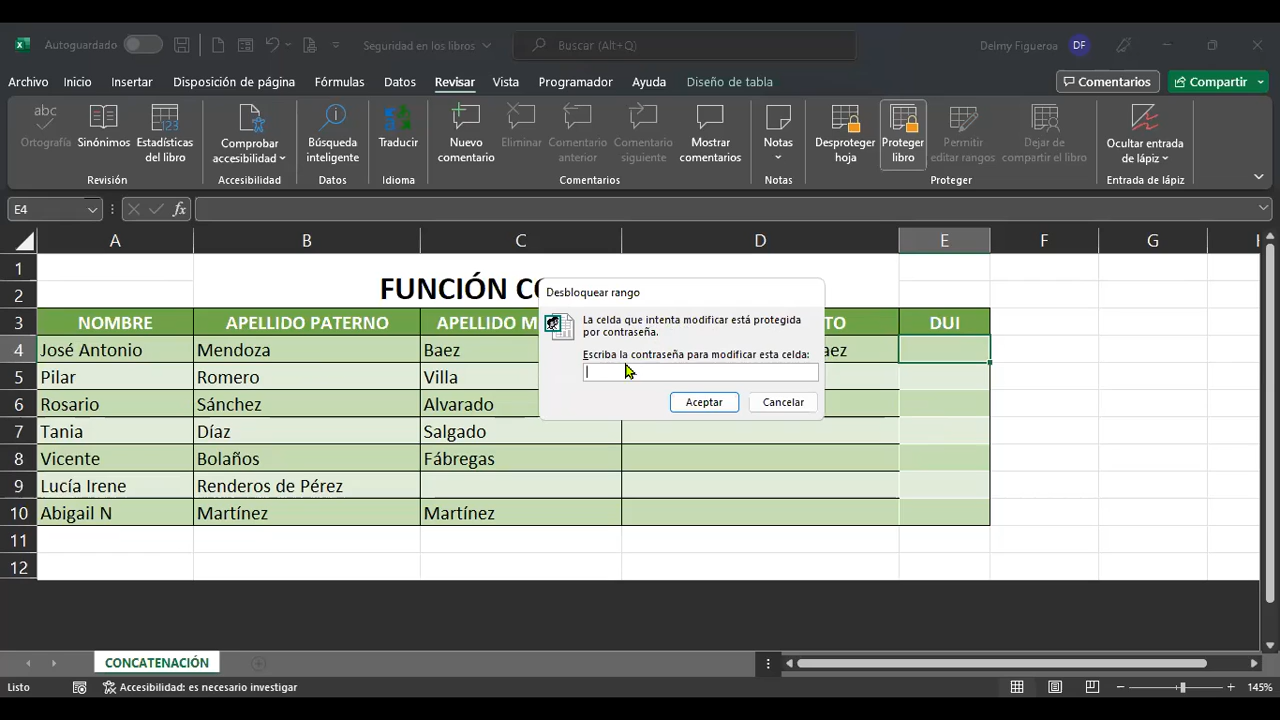 Autoguardado
Seguridad en los libros
Buscar (Alt+Q)
Delmy Figueroa DF
Archivo Inicio Insertar Disposición de página Fórmulas Datos Revisar Vista Programador Ayuda Diseño de tabla Comentarios Compartir
abc
123
Ortografía Sinónimos Estadísticas del libro
Revisión
Comprobar accesibilidad
Accesibilidad
Búsqueda inteligente
Datos
Traducir
Idioma
Nuevo comentario Eliminar Comentario anterior Comentario siguiente Mostrar comentarios
Comentarios
Notas
Notas
Desproteger hoja Proteger libro Permitir editar rangos Dejar de compartir el libro
Proteger
Ocultar entrada de lápiz
Entrada de lápiz
E4 fx
A B C D E F G H
1
2 FUNCIÓN CO
3 NOMBRE APELLIDO PATERNO APELLIDO M TO DUI
4 José Antonio Mendoza Baez aez
5 Pilar Romero Villa
6 Rosario Sánchez Alvarado
7 Tania Díaz Salgado
8 Vicente Bolaños Fábregas
9 Lucía Irene Renderos de Pérez
10 Abigail N Martínez Martínez
11
12
Desbloquear rango
La celda que intenta modificar está protegida
por contraseña.
Escriba la contraseña para modificar esta celda:
Aceptar Cancelar
CONCATENACIÓN
Listo Accesibilidad: es necesario investigar 145%